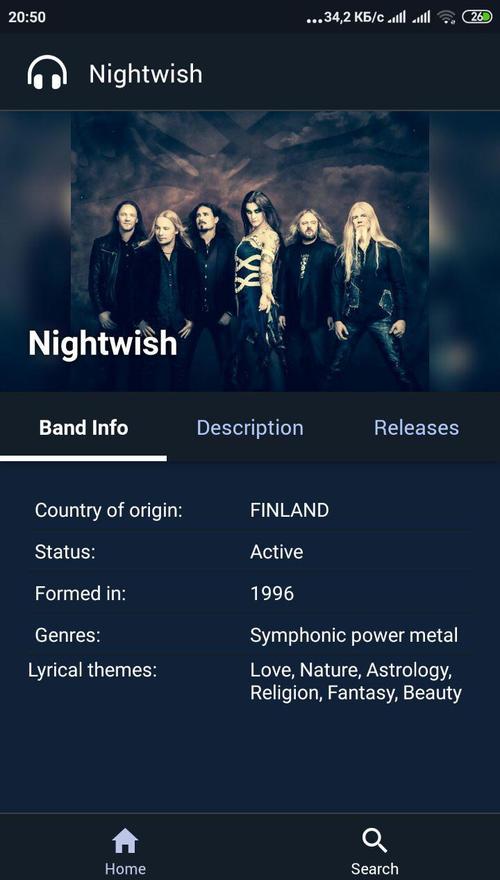 20:50 ...34,2 КБ/с 26
Nightwish
Nightwish
Band Info Description Releases
Country of origin: FINLAND
Status: Active
Formed in: 1996
Genres: Symphonic power metal
Lyrical themes: Love, Nature, Astrology,
Religion, Fantasy, Beauty
Home Search